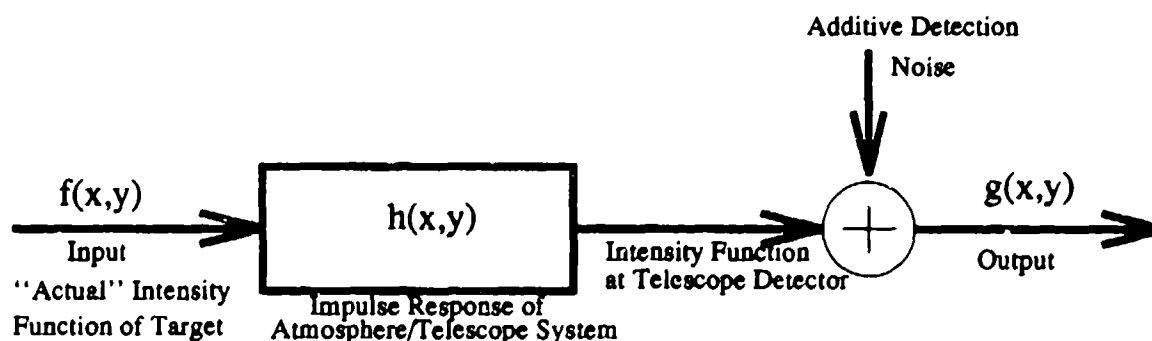 Additive Detection
Noise
f(x,y)
h(x,y)
g(x,y)
Input
"Actual" Intensity
Function of Target
Impulse Response of
Atmosphere/Telescope System
Intensity Function
at Telescope Detector
Output